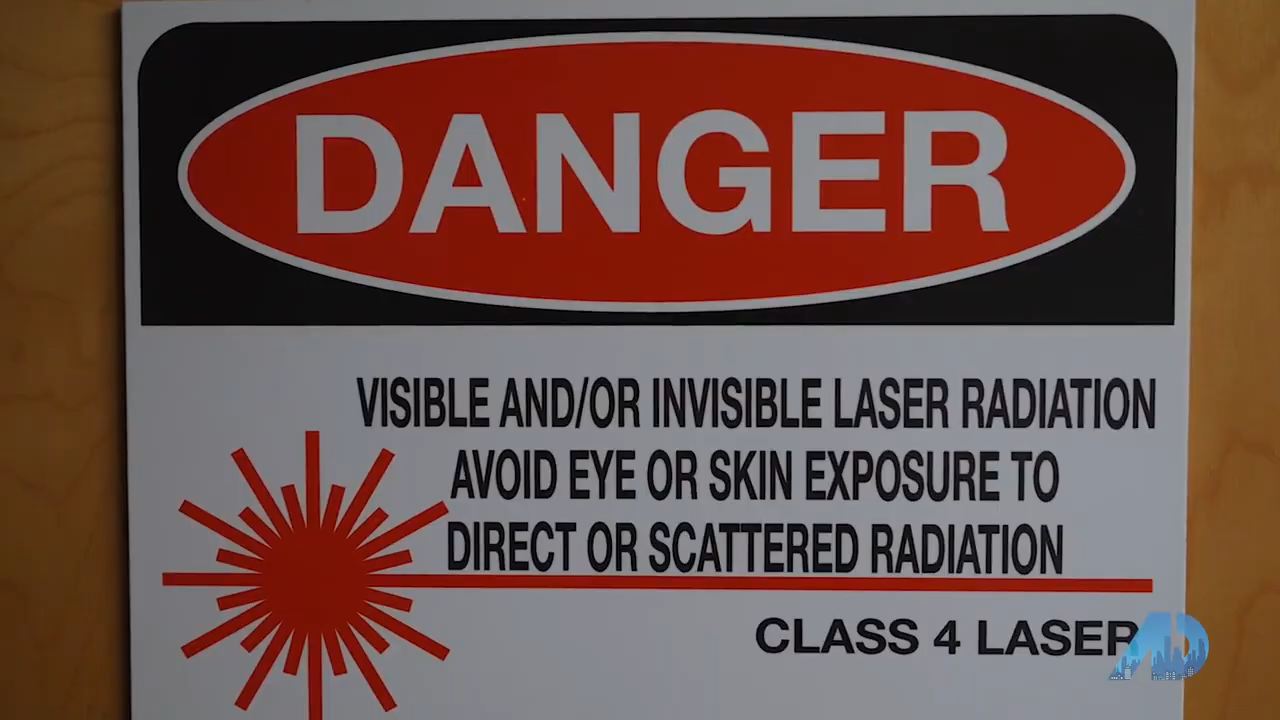 DANGER
VISIBLE AND/OR INVISIBLE LASER RADIATION
AVOID EYE OR SKIN EXPOSURE TO
DIRECT OR SCATTERED RADIATION
CLASS 4 LASER
AD